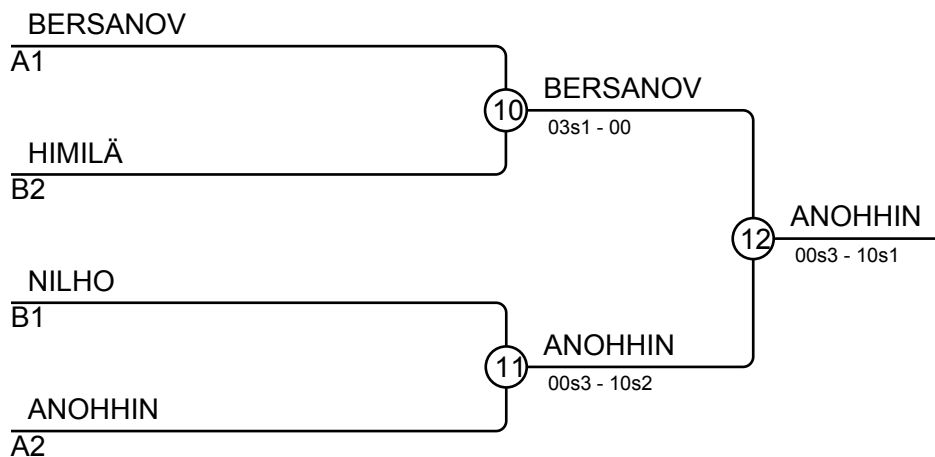 BERSANOV
A1
10
BERSANOV
03s1 - 00
HIMILÄ
B2
12
ANOHHIN
00s3 - 10s1
NILHO
B1
11
ANOHHIN
00s3 - 10s2
ANOHHIN
A2